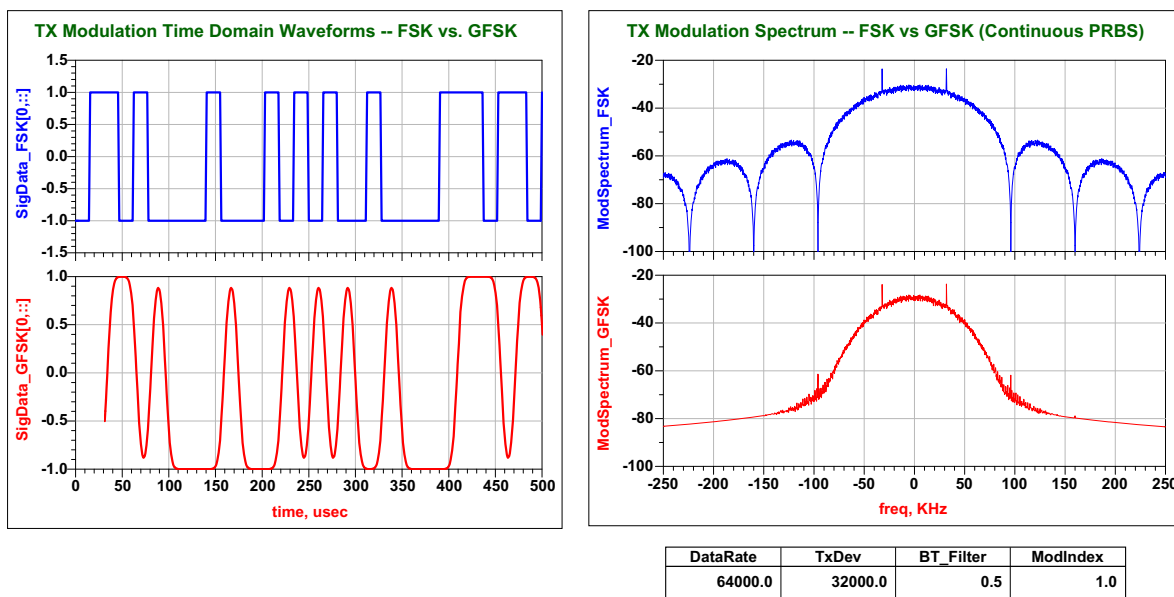 TX Modulation Time Domain Waveforms -- FSK vs. GFSK
SigData_FSK[0,::]
1.5
1.0
0.5
0.0
-0.5
-1.0
-1.5
SigData_GFSK[0,::]
1.0
0.5
0.0
-0.5
-1.0
0 50 100 150 200 250 300 350 400 450 500
time, usec
TX Modulation Spectrum -- FSK vs GFSK (Continuous PRBS)
ModSpectrum_FSK
-20
-40
-60
-80
-100
ModSpectrum_GFSK
-20
-40
-60
-80
-100
-250 -200 -150 -100 -50 0 50 100 150 200 250
freq, KHz
DataRate TxDev BT_Filter ModIndex
64000.0 32000.0 0.5 1.0